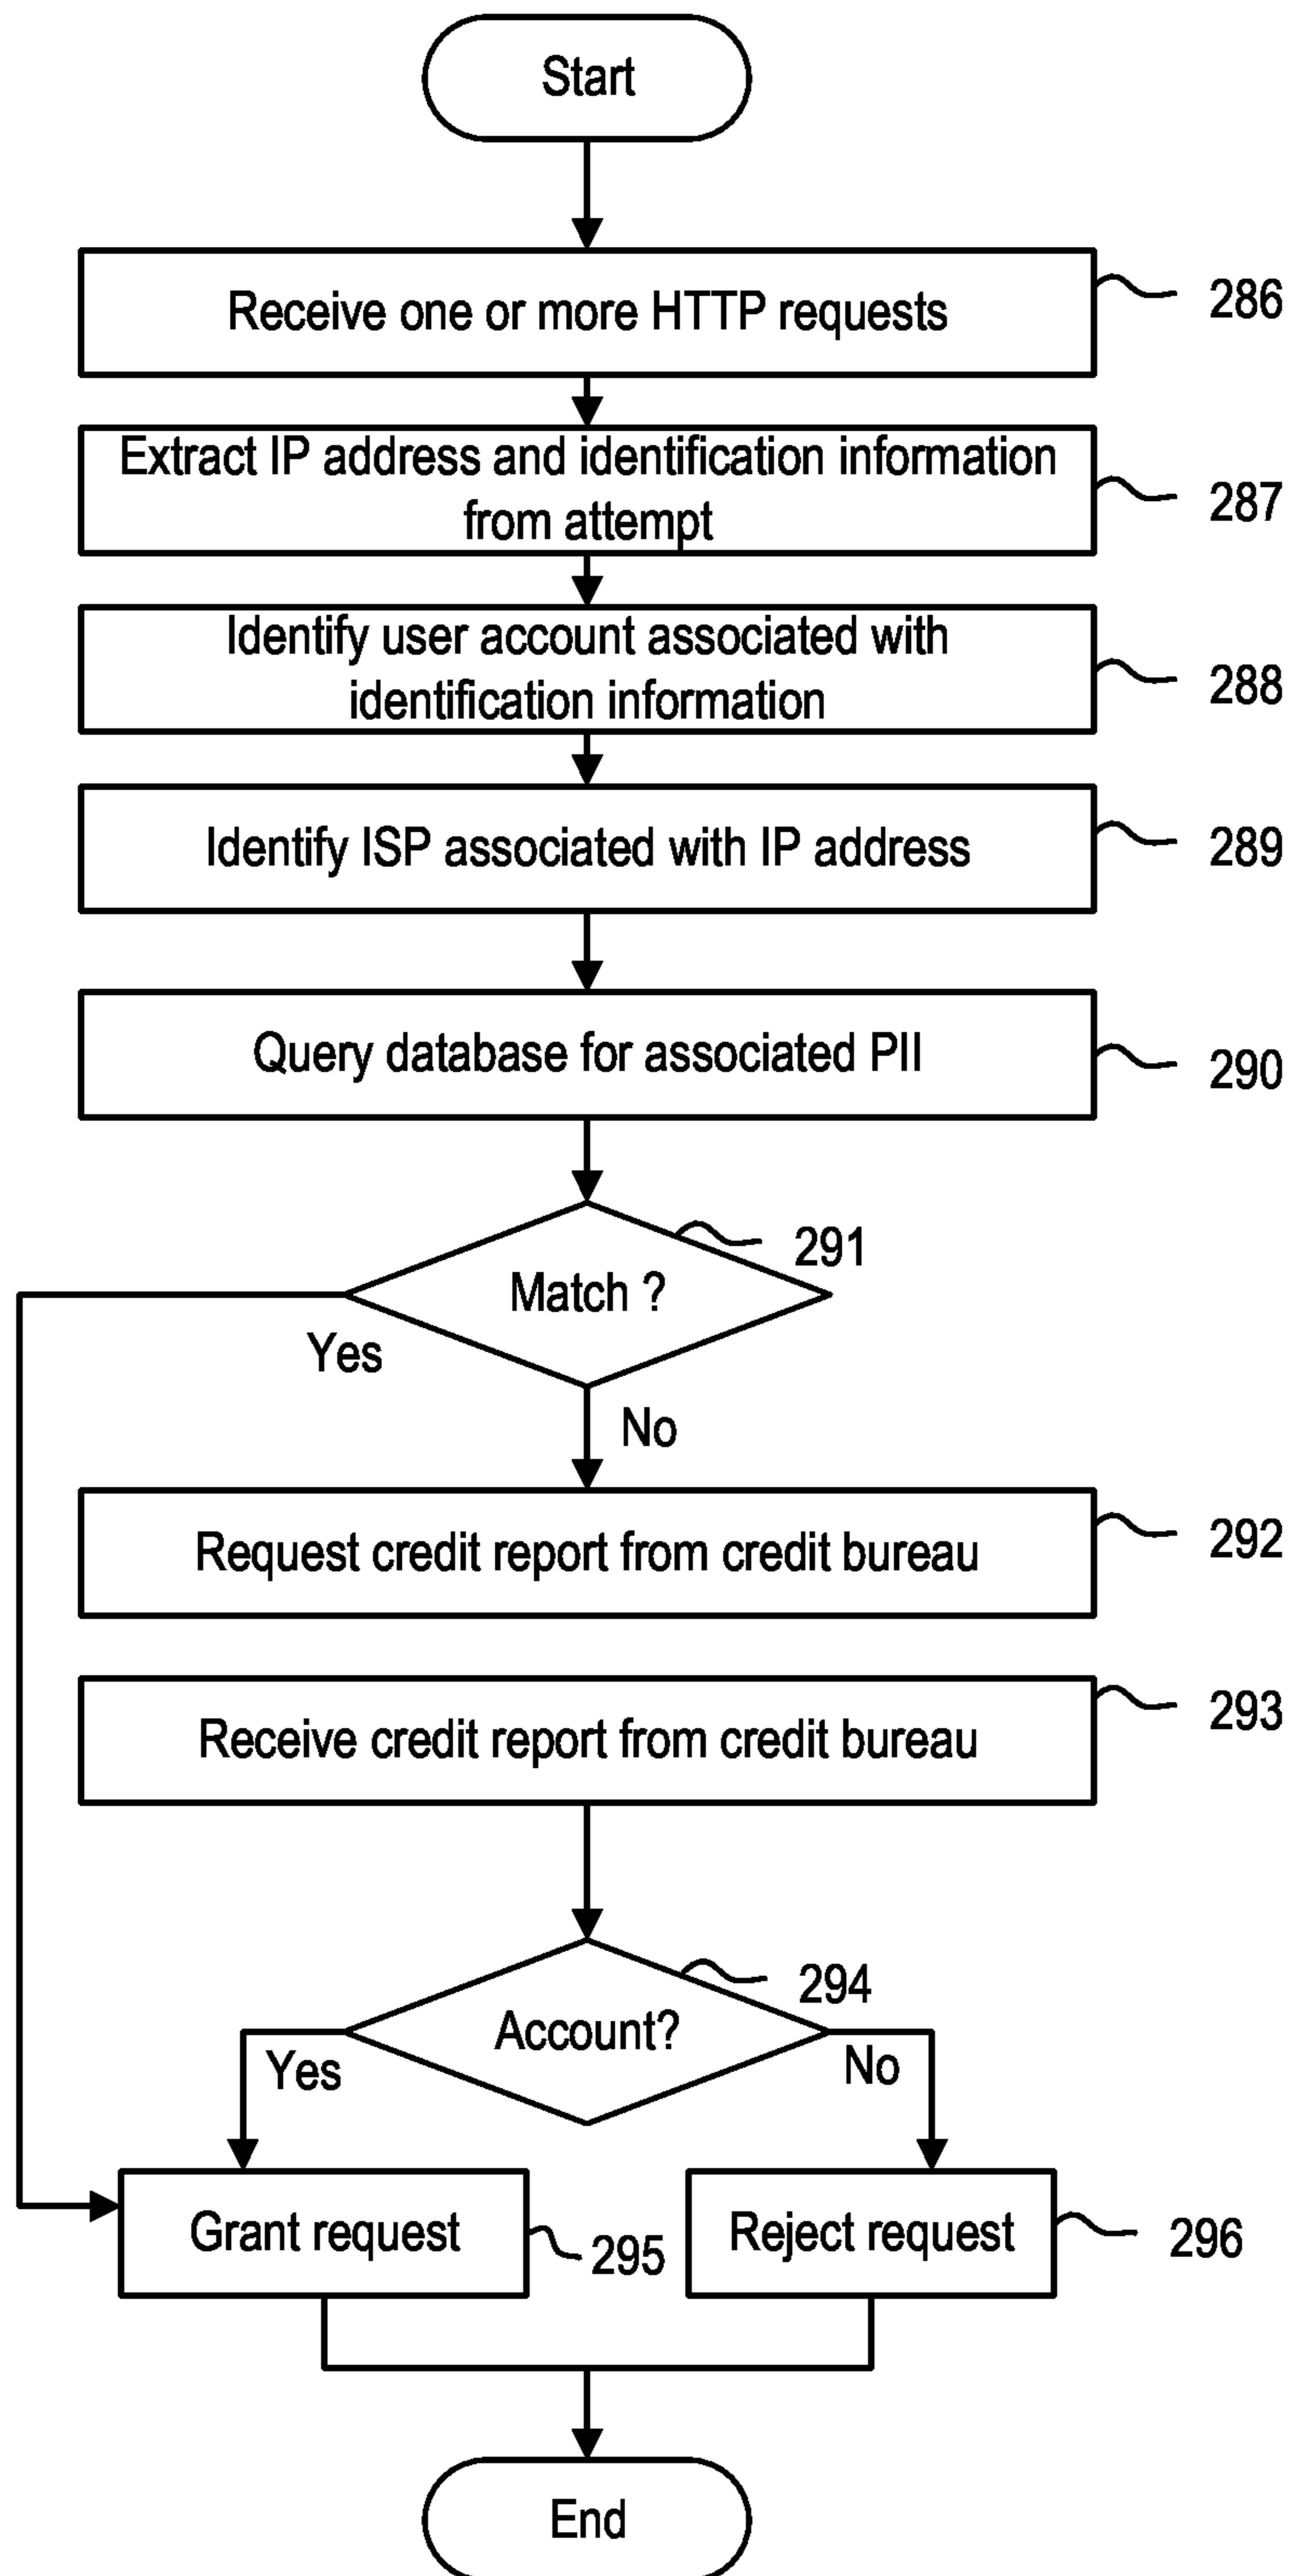 Start
Receive one or more HTTP requests
286
Extract IP address and identification information
from attempt
287
Identify user account associated with
identification information
288
Identify ISP associated with IP address
289
Query database for associated PII
290
291
Match ?
Yes
No
Request credit report from credit bureau
292
Receive credit report from credit bureau
293
294
Account?
Yes
No
Grant request
295
Reject request
296
End